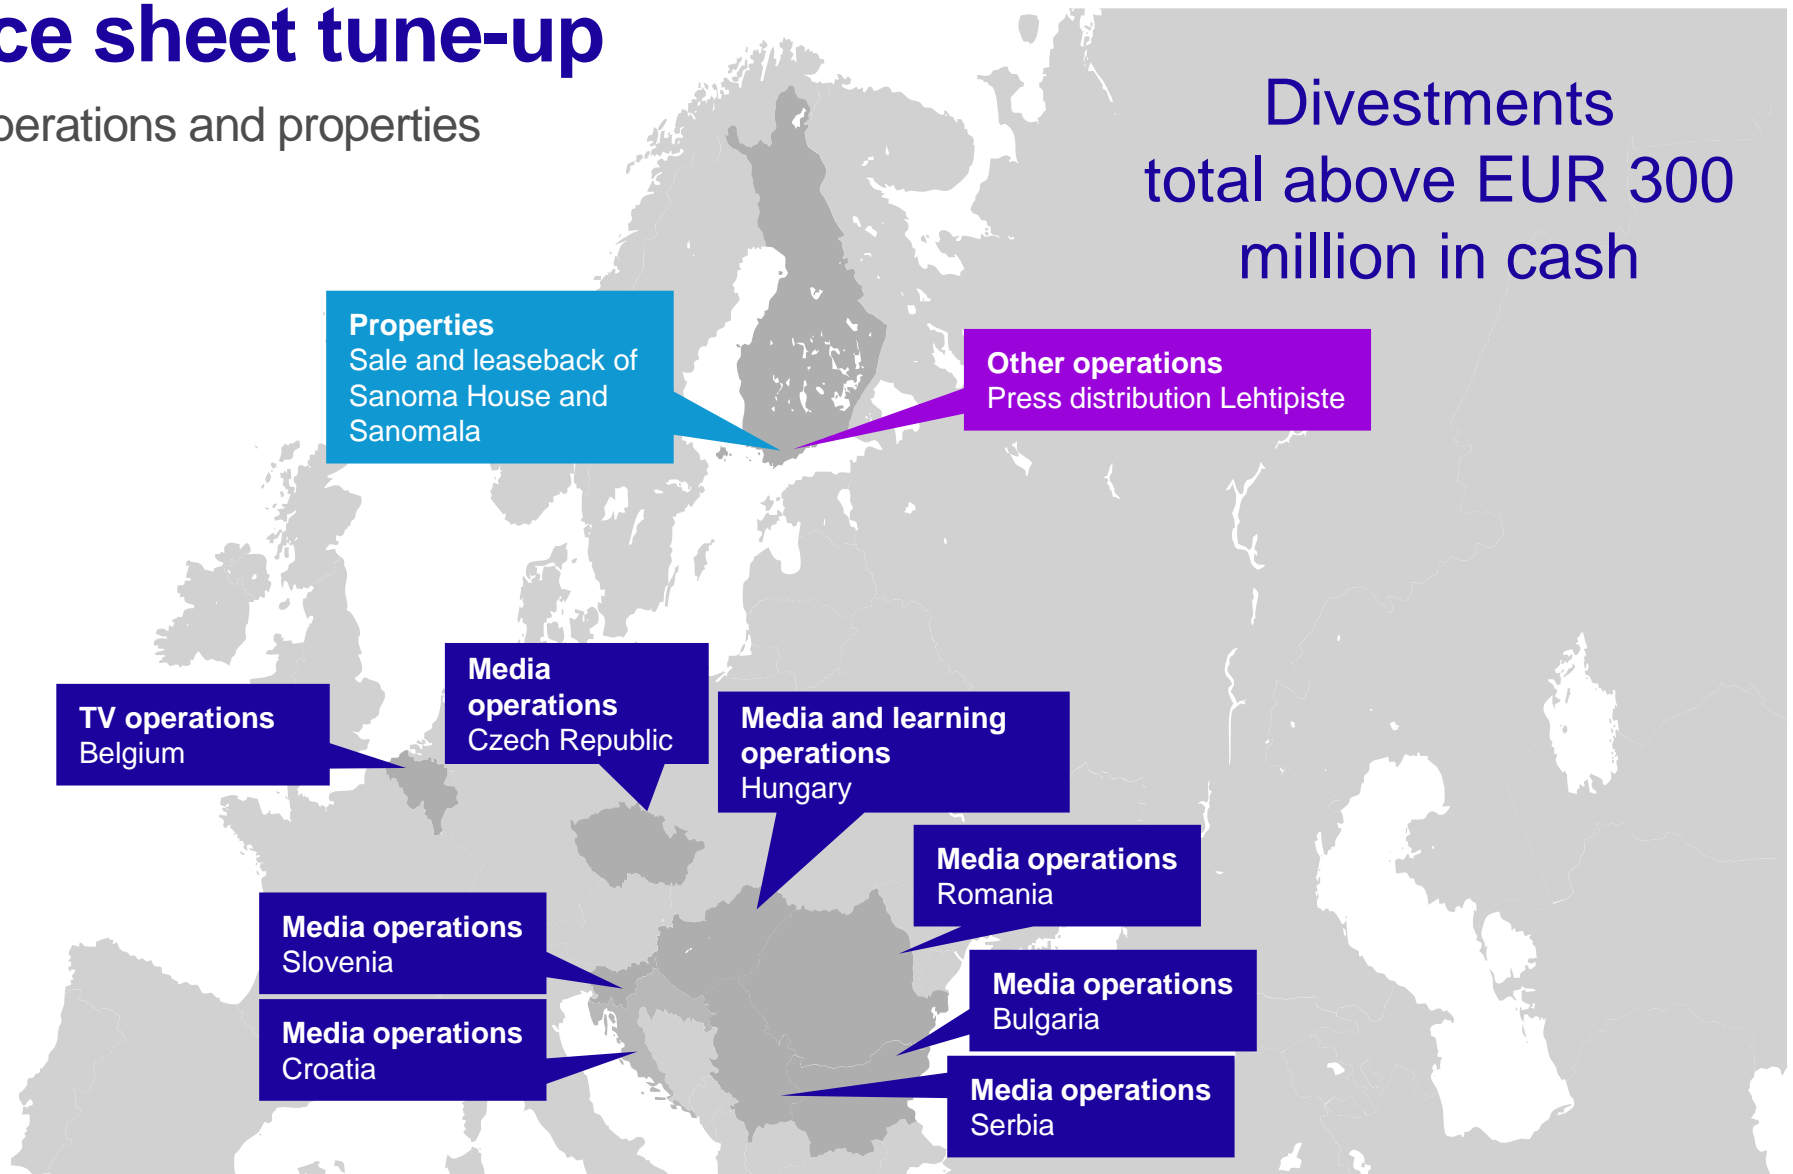 ce sheet tune-up
perations and properties
Divestments
total above EUR 300
million in cash
Properties
Sale and leaseback of
Sanoma House and
Sanomala
Other operations
Press distribution Lehtipiste
Media
operations
Czech Republic
TV operations
Belgium
Media and learning
operations
Hungary
Media operations
Romania
Media operations
Slovenia
Media operations
Bulgaria
Media operations
Croatia
Media operations
Serbia